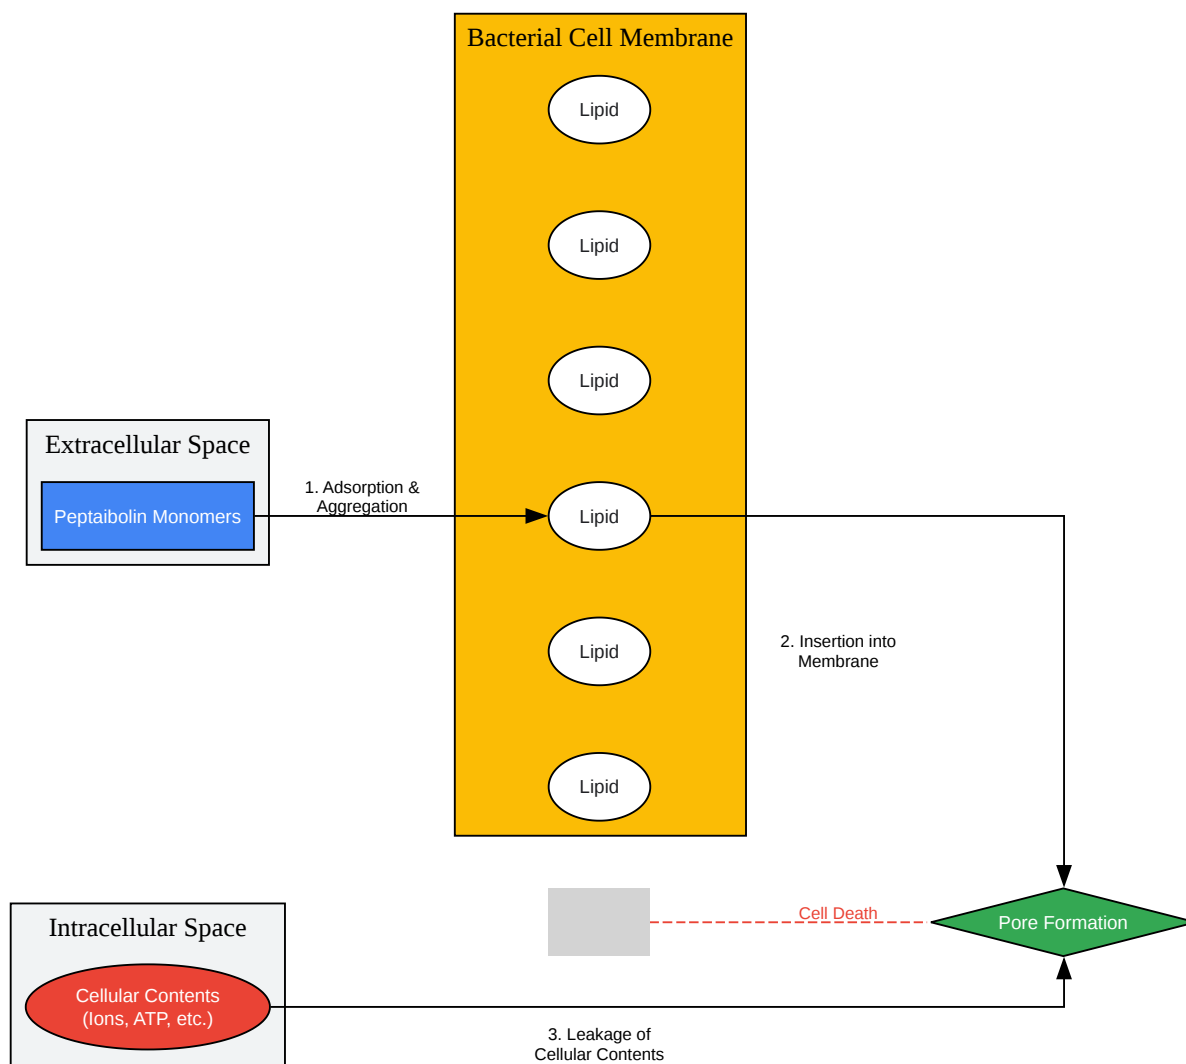 Bacterial Cell Membrane
Lipid
Lipid
Lipid
Extracellular Space
Peptaibolin Monomers
1. Adsorption &
Aggregation
Lipid
2. Insertion into
Membrane
Lipid
Lipid
Cell Death
Pore Formation
Intracellular Space
Cellular Contents
(Ions, ATP, etc.)
3. Leakage of
Cellular Contents